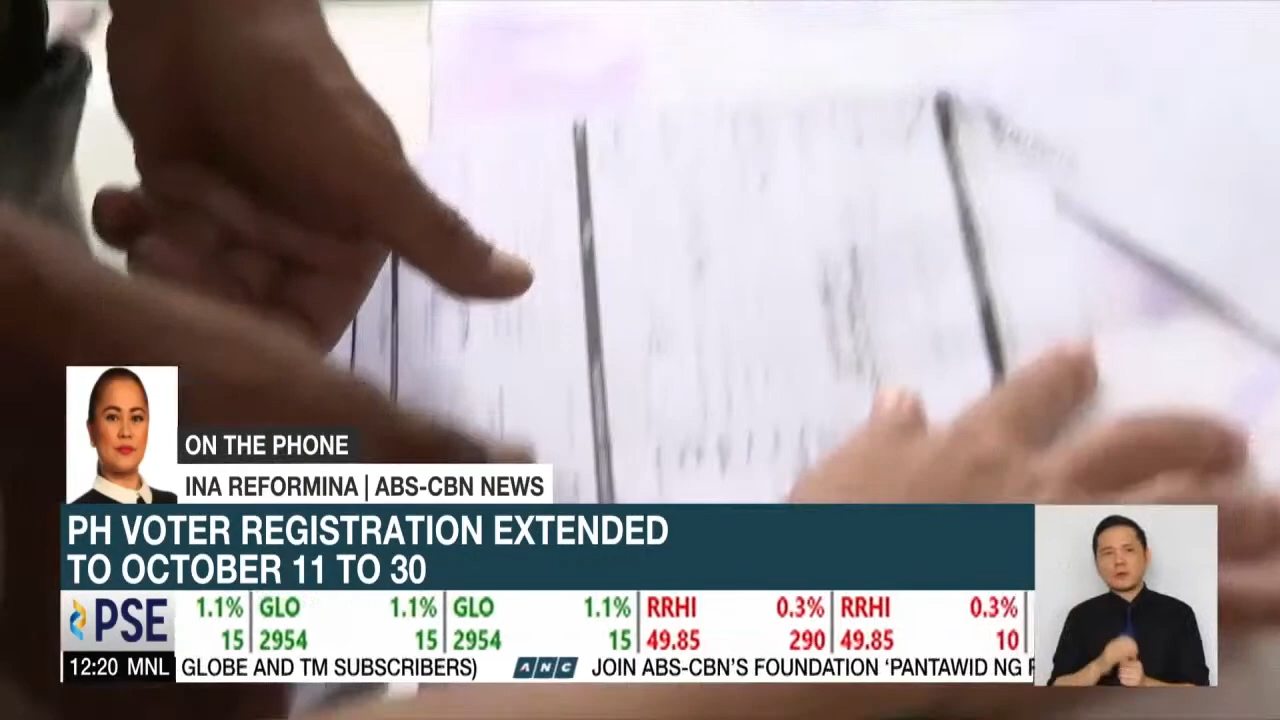 ON THE PHONE
INA REFORMINA | ABS-CBN NEWS
PH VOTER REGISTRATION EXTENDED
TO OCTOBER 11 TO 30
PSE
1.1% GLO 1.1% GLO 1.1% RRHI 0.3% RRHI 0.3%
15 2954 15 2954 15 49.85 290 49.85 10
12:20 MNL GLOBE AND TM SUBSCRIBERS) ANC JOIN ABS-CBN'S FOUNDATION 'PANTAWID NG